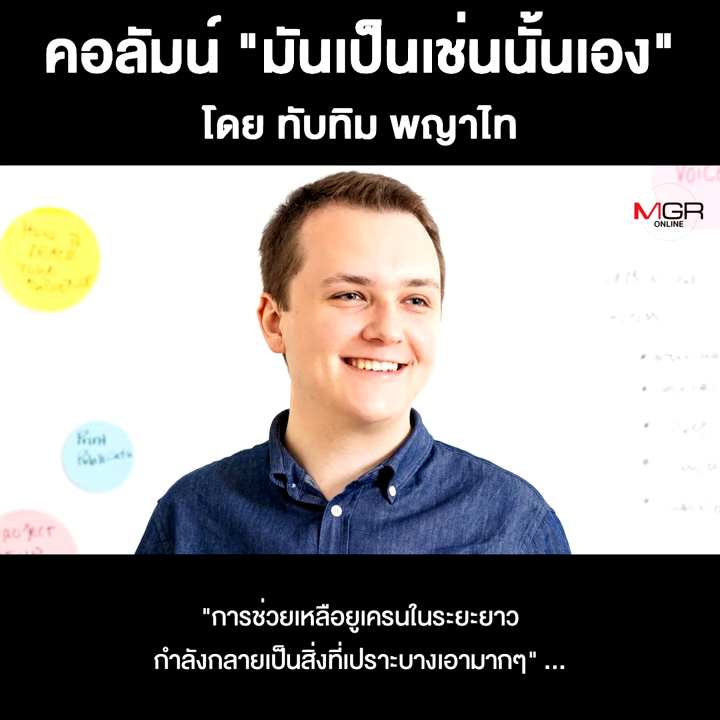 คอลัมน์ "มันเป็นเช่นนั้นเอง"
โดย ทับทิม พญาไท
VOICE
MGR
ONLINE
"การช่วยเหลือยูเครนในระยะยาว
กำลังกลายเป็นสิ่งที่เปราะบางเอามากๆ" ...